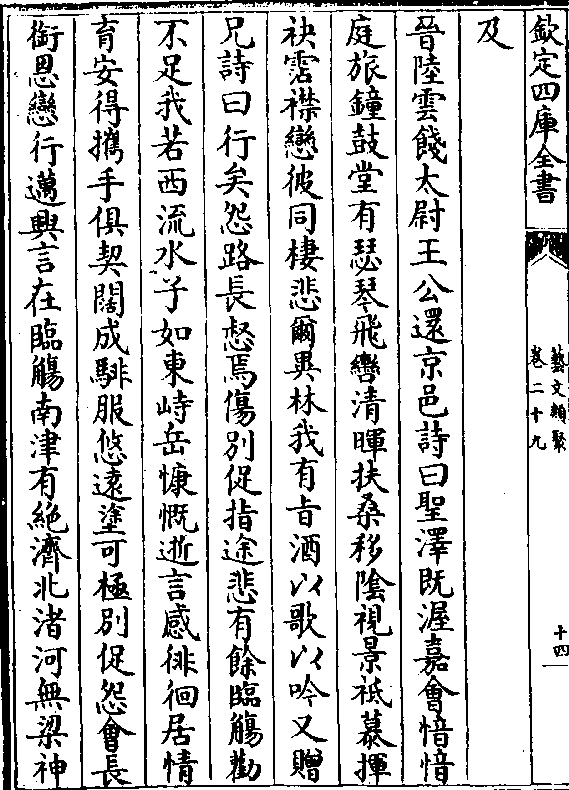 欽定四庫全書
藝文類聚
卷二十九
十四
及
晉陸雲餞太尉王公還京邑詩曰聖澤既渥嘉會愔愔
庭旅鐘鼓堂有瑟琴飛轡清暉扶桑移陰視景祗慕揮
袂霑襟戀彼同棲悲爾異林我有旨酒以歌以吟又贈
兄詩曰行矣怨路長惄焉傷別促指途悲有餘臨觴勸
不足我若西流水子如東峙岳慷慨逝言感徘徊居情
育安得攜手俱契闊成騑服悠遠塗可極別促怨會長
銜恩戀行邁興言在臨觴南津有絶濟北渚河無梁神